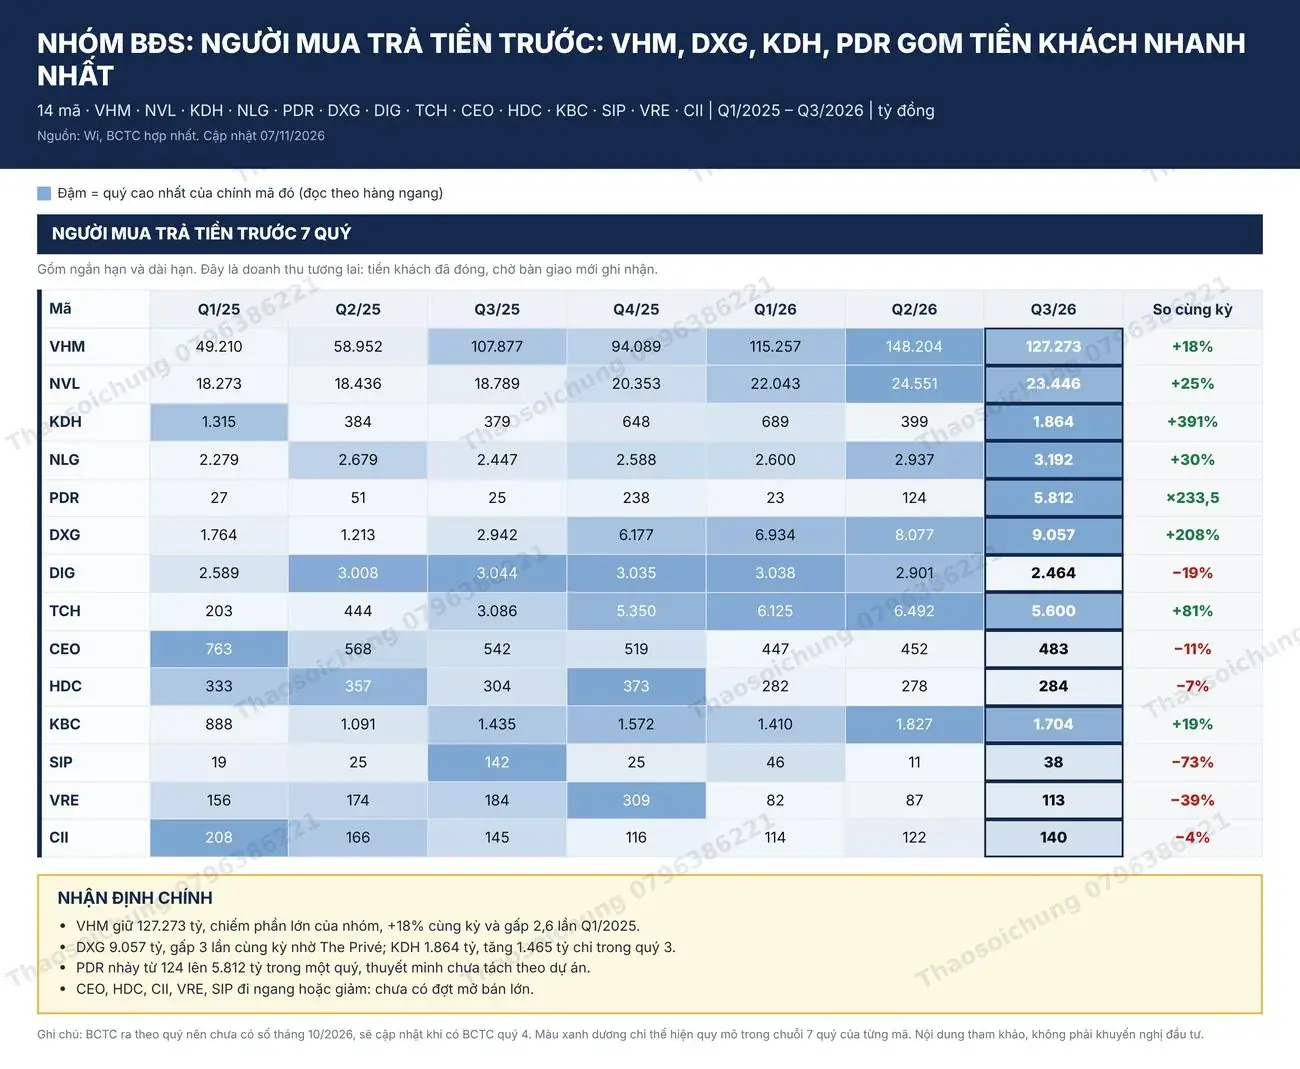 NHÓM BĐS: NGƯỜI MUA TRẢ TIỀN TRƯỚC: VHM, DXG, KDH, PDR GOM TIỀN KHÁCH NHANH
NHẤT
14 mã · VHM · NVL · KDH · NLG · PDR · DXG · DIG · TCH · CEO · HDC · KBC · SIP · VRE · CII | Q1/2025 – Q3/2026 | tỷ đồng
Nguồn: Wi, BCTC hợp nhất. Cập nhật 07/11/2026
Đậm = quý cao nhất của chính mã đó (đọc theo hàng ngang)
NGƯỜI MUA TRẢ TIỀN TRƯỚC 7 QUÝ
Gồm ngắn hạn và dài hạn. Đây là doanh thu tương lai: tiền khách đã đóng, chờ bàn giao mới ghi nhận.
Mã Q1/25 Q2/25 Q3/25 Q4/25 Q1/26 Q2/26 Q3/26 So cùng kỳ
VHM 49.210 58.952 107.877 94.089 115.257 148.204 127.273 +18%
NVL 18.273 18.436 18.789 20.353 22.043 24.551 23.446 +25%
KDH 1.315 384 379 648 689 399 1.864 +391%
NLG 2.279 2.679 2.447 2.588 2.600 2.937 3.192 +30%
PDR 27 51 25 238 23 124 5.812 ×233,5
DXG 1.764 1.213 2.942 6.177 6.934 8.077 9.057 +208%
DIG 2.589 3.008 3.044 3.035 3.038 2.901 2.464 −19%
TCH 203 444 3.086 5.350 6.125 6.492 5.600 +81%
CEO 763 568 542 519 447 452 483 −11%
HDC 333 357 304 373 282 278 284 −7%
KBC 888 1.091 1.435 1.572 1.410 1.827 1.704 +19%
SIP 19 25 142 25 46 11 38 −73%
VRE 156 174 184 309 82 87 113 −39%
CII 208 166 145 116 114 122 140 −4%
NHẬN ĐỊNH CHÍNH
• VHM giữ 127.273 tỷ, chiếm phần lớn của nhóm, +18% cùng kỳ và gấp 2,6 lần Q1/2025.
• DXG 9.057 tỷ, gấp 3 lần cùng kỳ nhờ The Privé; KDH 1.864 tỷ, tăng 1.465 tỷ chỉ trong quý 3.
• PDR nhảy từ 124 lên 5.812 tỷ trong một quý, thuyết minh chưa tách theo dự án.
• CEO, HDC, CII, VRE, SIP đi ngang hoặc giảm: chưa có đợt mở bán lớn.
Ghi chú: BCTC ra theo quý nên chưa có số tháng 10/2026, sẽ cập nhật khi có BCTC quý 4. Màu xanh dương chỉ thể hiện quy mô trong chuỗi 7 quý của từng mã. Nội dung tham khảo, không phải khuyến nghị đầu tư.
Thaosoichung 0796386221